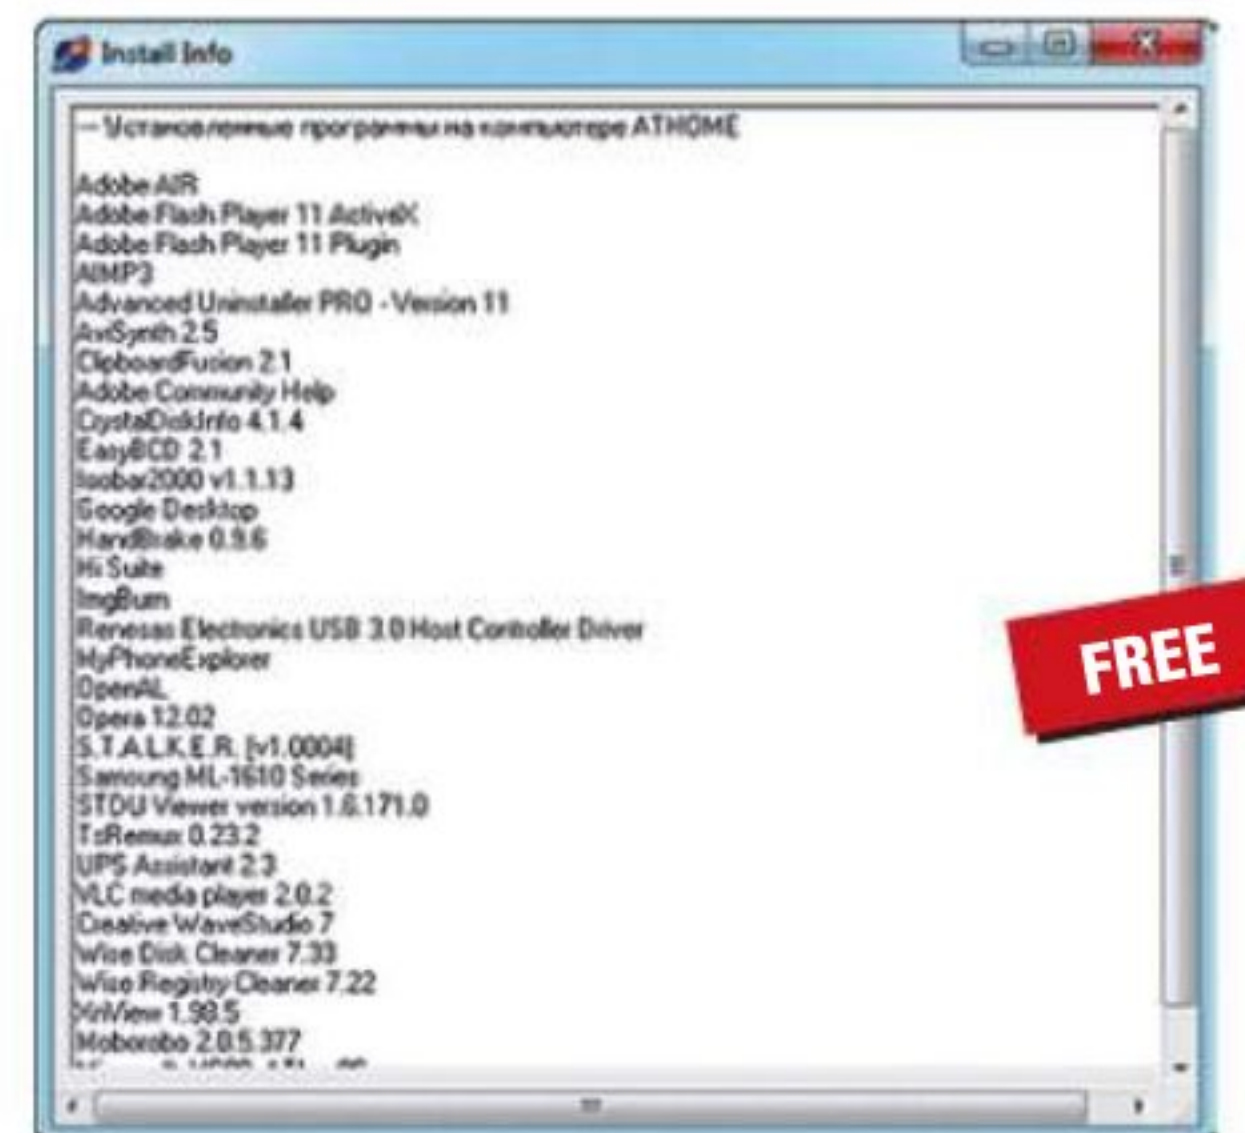 Install Info
-- Установленные программы на компьютере ATHOME
Adobe AIR
Adobe Flash Player 11 ActiveX
Adobe Flash Player 11 Plugin
AIMP3
Advanced Uninstaller PRO - Version 11
AviSynth 2.5
ClipboardFusion 2.1
Adobe Community Help
CrystalDiskInfo 4.1.4
EasyBCD 2.1
foobar2000 v1.1.13
Google Desktop
HandBrake 0.9.6
Hi Suite
ImgBurn
Renesas Electronics USB 3.0 Host Controller Driver
MyPhoneExplorer
OpenAL
Opera 12.02
S.T.A.L.K.E.R. [v1.0004]
Samsung ML-1610 Series
STDU Viewer version 1.6.171.0
TsRemux 0.23.2
UPS Assistant 2.3
VLC media player 2.0.2
Creative WaveStudio 7
Wise Disk Cleaner 7.33
Wise Registry Cleaner 7.22
XnView 1.98.5
Moborobo 2.0.5.377
FREE